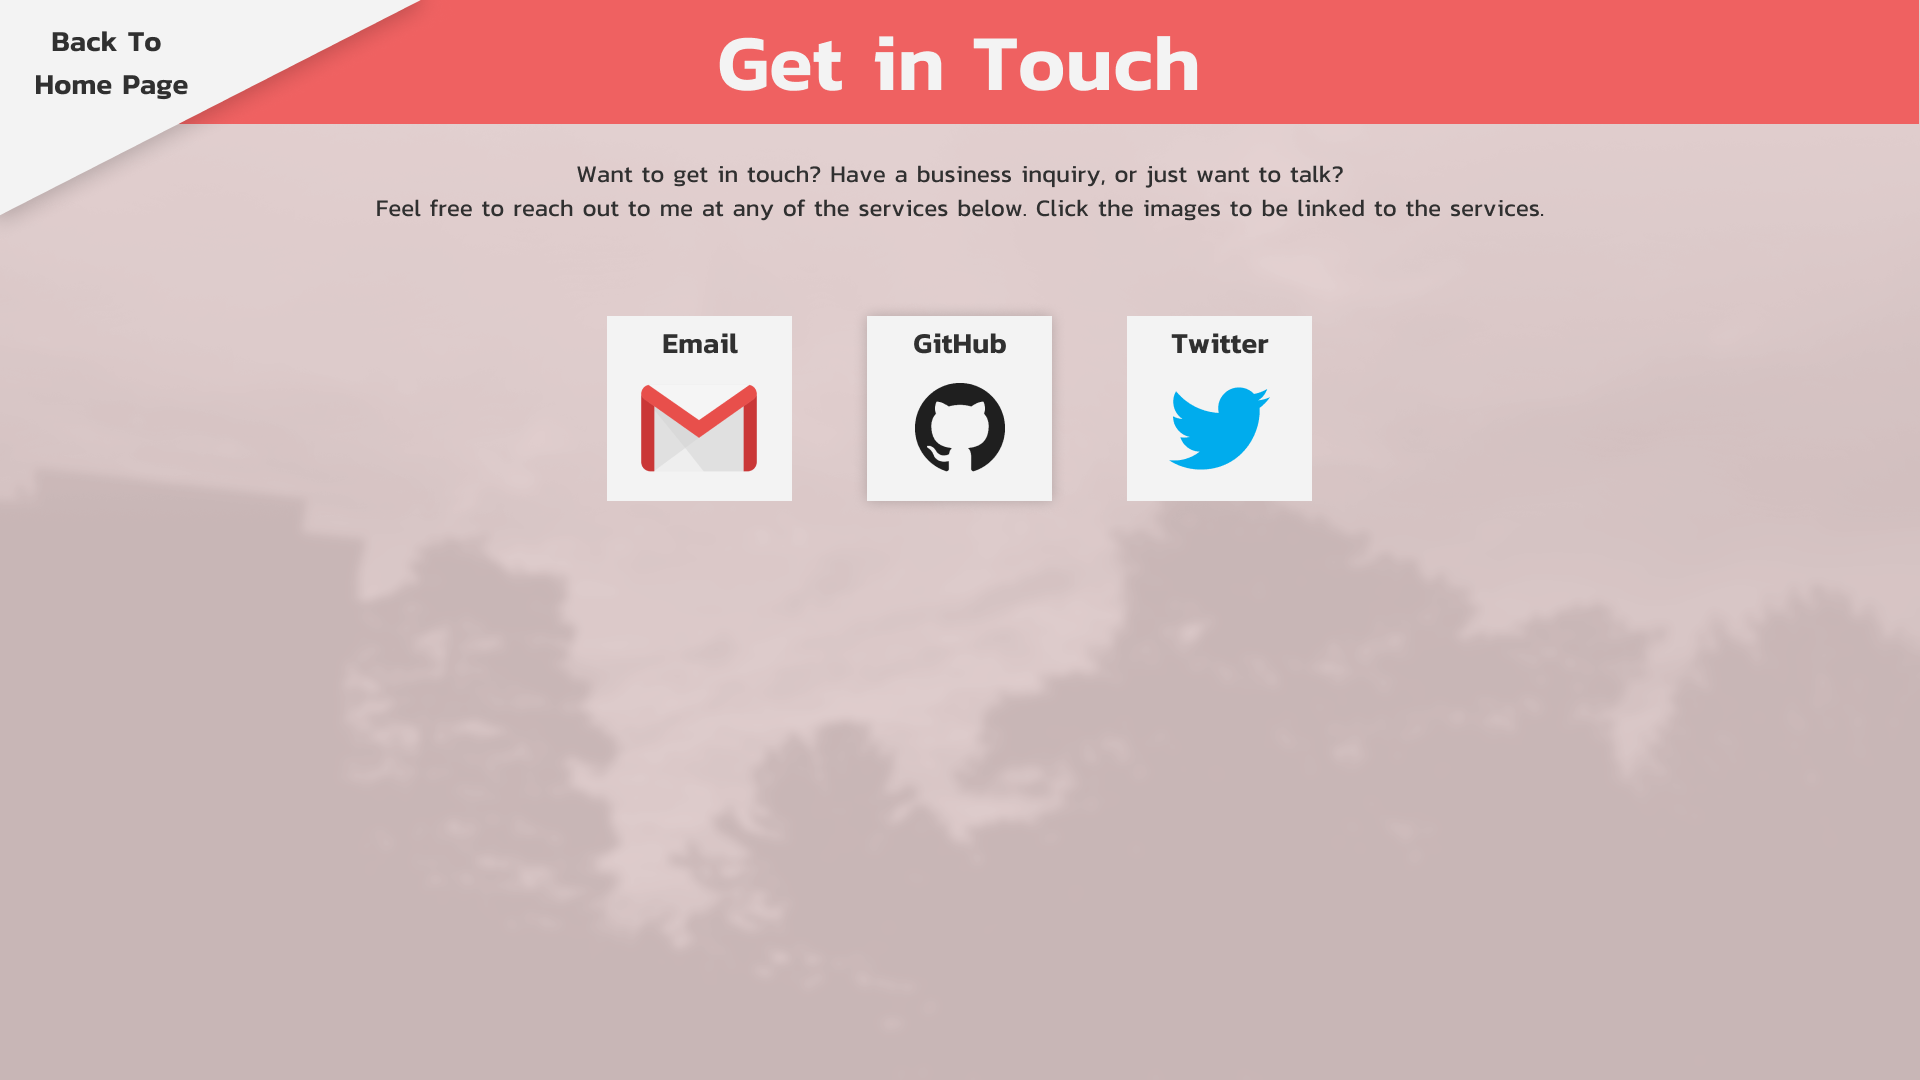 Back To
Home Page
Get in Touch
Want to get in touch? Have a business inquiry, or just want to talk?
Feel free to reach out to me at any of the services below. Click the images to be linked to the services.
Email
GitHub
Twitter